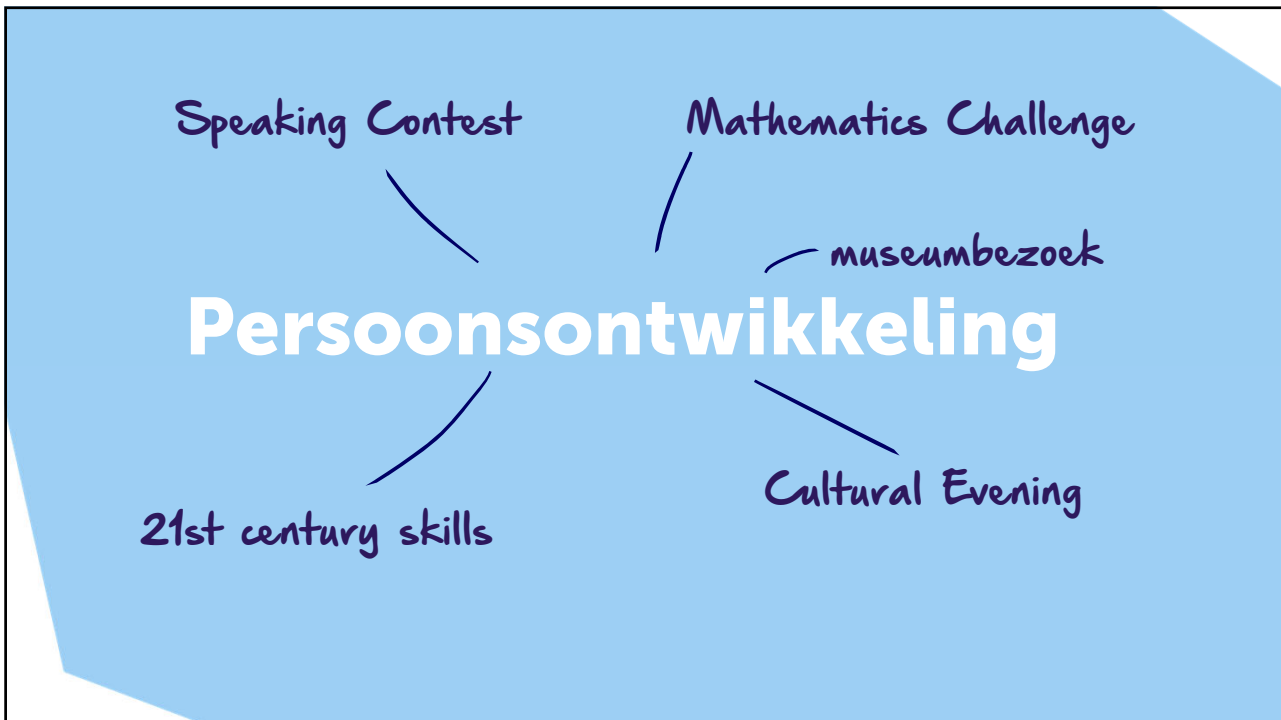 Speaking Contest
Mathematics Challenge
museumbezoek
Persoonsontwikkeling
Cultural Evening
21st century skills